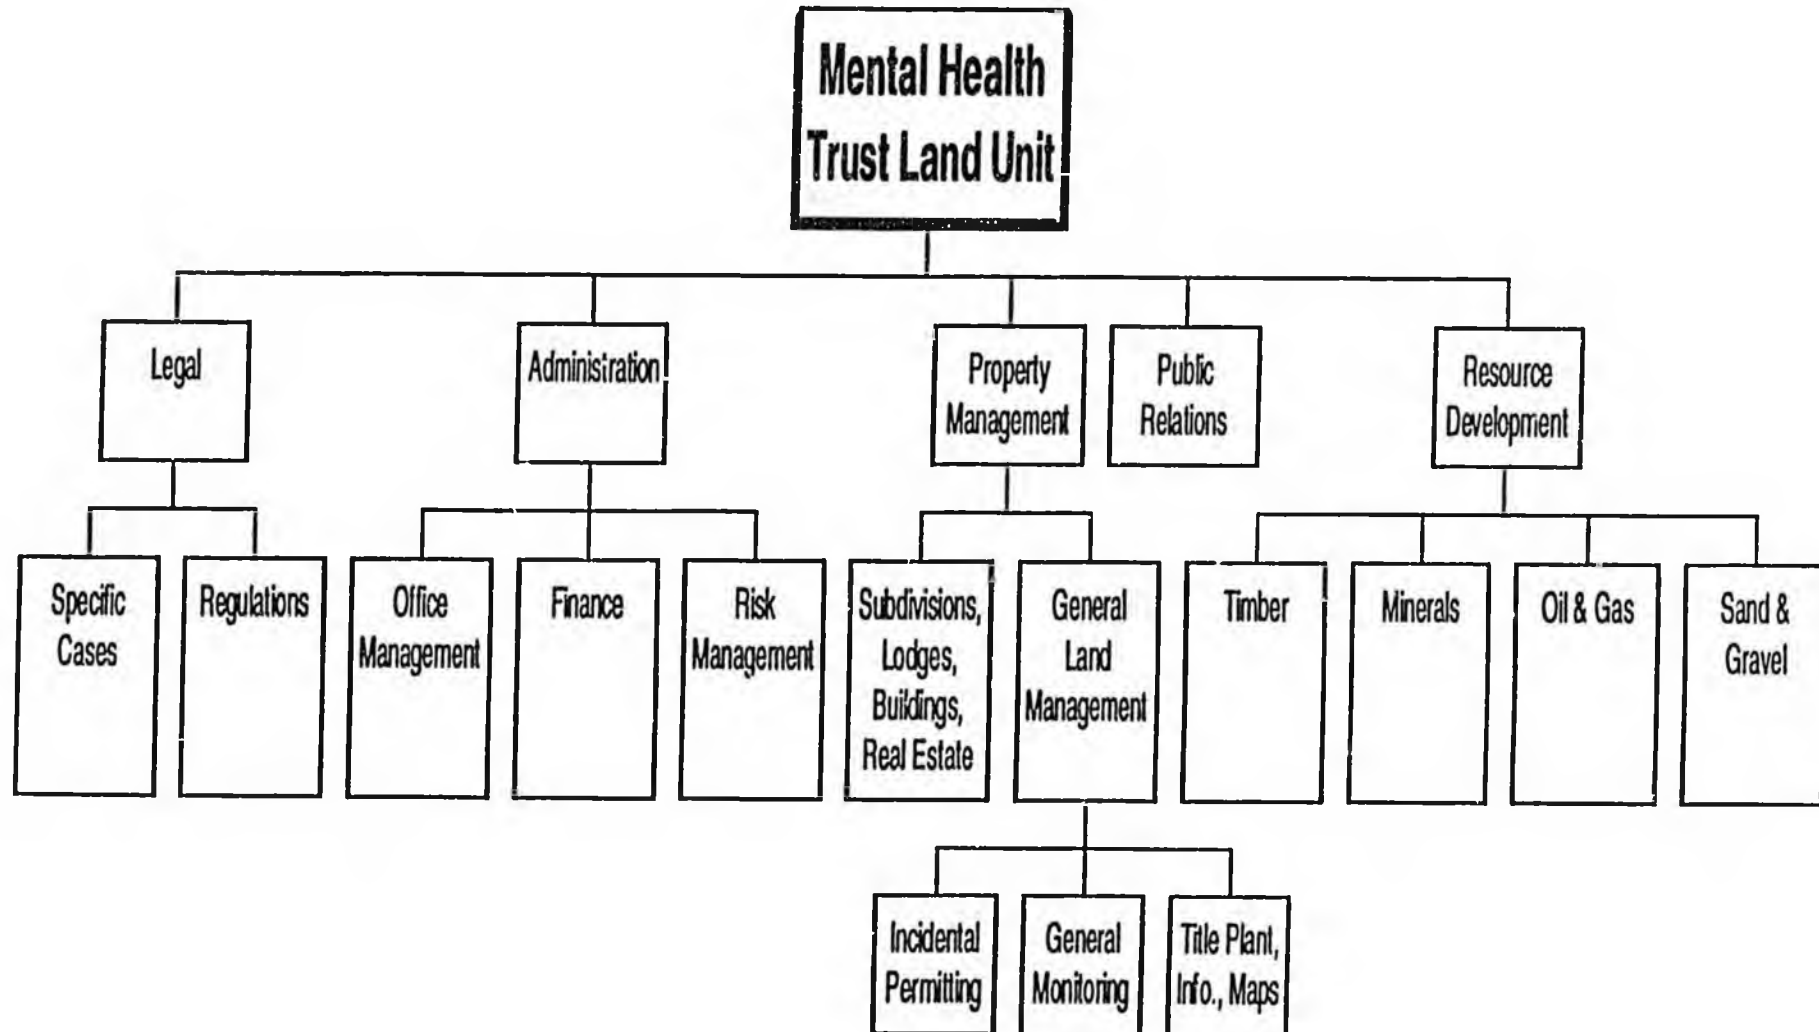 Mental Health
Trust Land Unit
Legal
Administration
Property
Management
Public
Relations
Resource
Development
Specific
Cases
Regulations
Office
Management
Finance
Risk
Management
Subdivisions,
Lodges,
Buildings,
Real Estate
General
Land
Management
Timber
Minerals
Oil & Gas
Sand &
Gravel
Incidental
Permitting
General
Monitoring
Title Plant,
Info., Maps